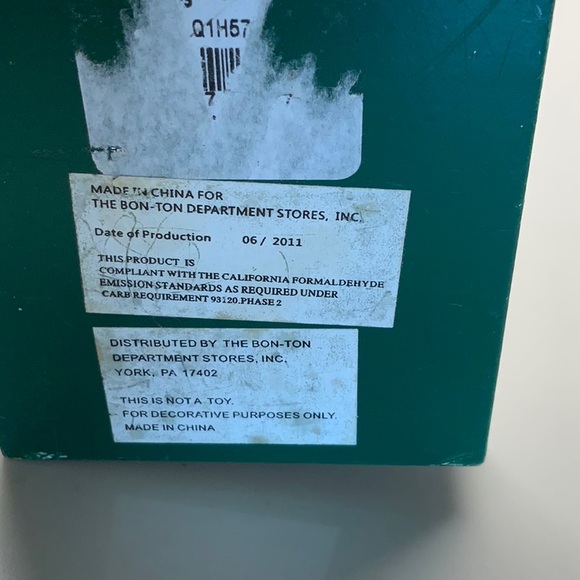 Q1H57
7 7
MADE IN CHINA FOR
THE BON-TON DEPARTMENT STORES, INC.
Date of Production 06 / 2011
THIS PRODUCT IS
COMPLIANT WITH THE CALIFORNIA FORMALDEHYDE
EMISSION STANDARDS AS REQUIRED UNDER
CARB REQUIREMENT 93120.PHASE 2
DISTRIBUTED BY THE BON-TON
DEPARTMENT STORES, INC.
YORK, PA 17402
THIS IS NOT A TOY.
FOR DECORATIVE PURPOSES ONLY.
MADE IN CHINA